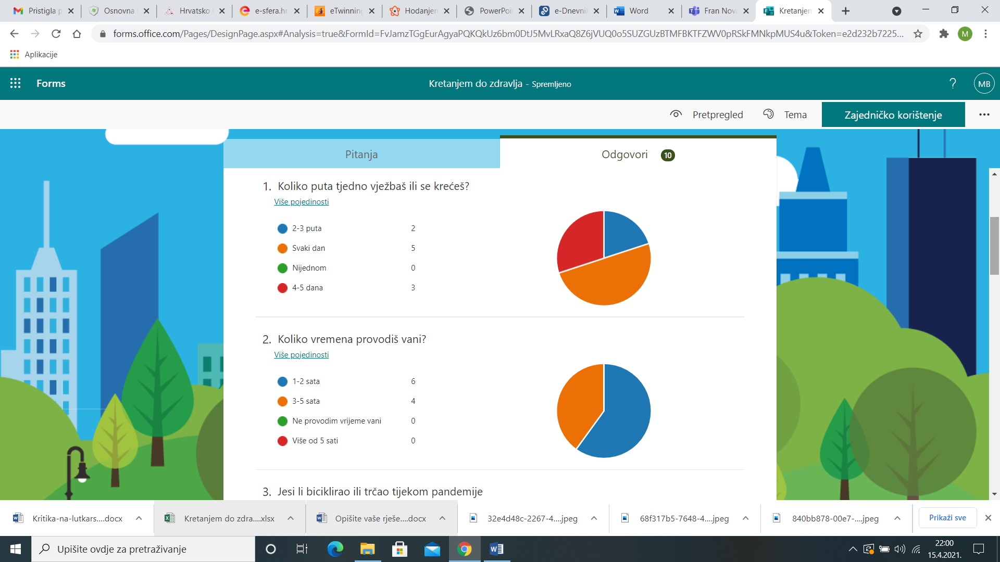 Pristigla p
Osnovna
Hrvatsko
e-sfera.hr
eTwinning
Hodanjem
PowerPoi
e-Dnevnik
Word
Fran Nova
Kretanjem
forms.office.com/Pages/DesignPage.aspx#Analysis=true&FormId=FvJamzTGgEurAgyaPQKQkUz6bm0DtJ5MvLRxaQ8Z6jVUQ0o5SUZGUzBTMFBKTFZWV0pRSkFMNkpMUS4u&Token=e2d232b7225...
M
Aplikacije
Forms
Kretanjem do zdravlja - Spremljeno
?
MB
Pretpregled
Tema
Zajedničko korištenje
Pitanja
Odgovori 10
1. Koliko puta tjedno vježbaš ili se krećeš?
Više pojedinosti
2-3 puta 2
Svaki dan 5
Nijednom 0
4-5 dana 3
2. Koliko vremena provodiš vani?
Više pojedinosti
1-2 sata 6
3-5 sata 4
Ne provodim vrijeme vani 0
Više od 5 sati 0
3. Jesi li biciklirao ili trčao tijekom pandemije
Kritika-na-lutkars....docx
Kretanjem do zdra....xlsx
Opišite vaše rješe....docx
32e4d48c-2267-4....jpeg
68f317b5-7648-4....jpeg
840bb878-00e7-....jpeg
Prikaži sve
Upišite ovdje za pretraživanje
22:00
15.4.2021.